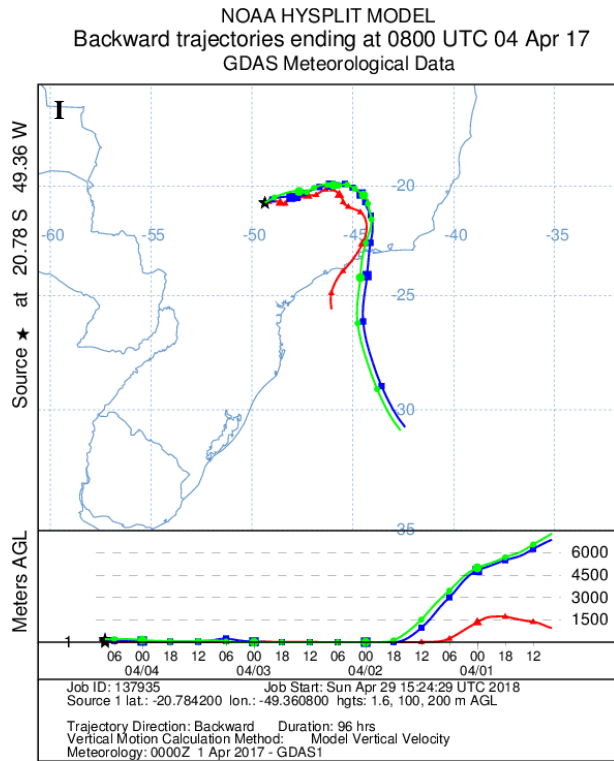 NOAA HYSPLIT MODEL
Backward trajectories ending at 0800 UTC 04 Apr 17
GDAS Meteorological Data
I
Source ★ at 20.78 S 49.36 W
-20
-60 -55 -50 -45 -40 -35
-25
-30
-35
Meters AGL
6000
4500
3000
1500
1
06 00 18 12 06 00 18 12 06 00 18 12 06 00 18 12
04/04 04/03 04/02 04/01
Job ID: 137935 Job Start: Sun Apr 29 15:24:29 UTC 2018
Source 1 lat.: -20.784200 lon.: -49.360800 hgts: 1.6, 100, 200 m AGL
Trajectory Direction: Backward Duration: 96 hrs
Vertical Motion Calculation Method: Model Vertical Velocity
Meteorology: 0000Z 1 Apr 2017 - GDAS1